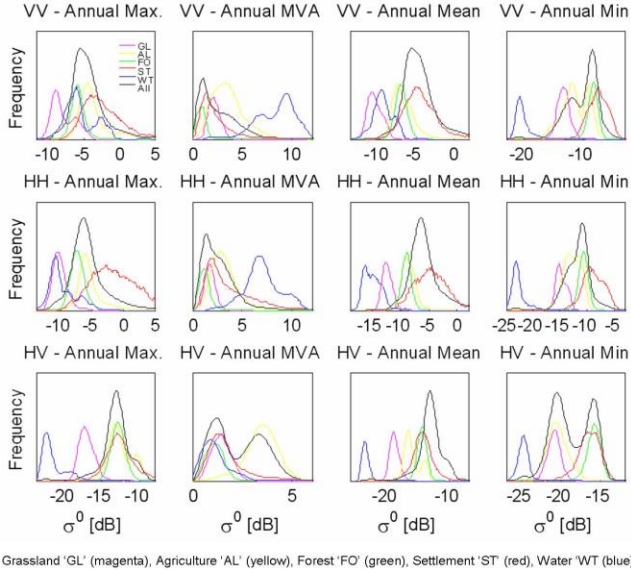 VV - Annual Max. VV - Annual MVA VV - Annual Mean VV - Annual Min
Frequency
GL
AL
FO
ST
WT
All
-10 -5 0 5 0 5 10 -10 -5 0 -20 -10
HH - Annual Max. HH - Annual MVA HH - Annual Mean HH - Annual Min
Frequency
-10 -5 0 5 0 5 10 -15 -10 -5 0 -25 -20 -15 -10 -5
HV - Annual Max. HV - Annual MVA HV - Annual Mean HV - Annual Min
Frequency
-20 -10 0 5 -20 -10 -25 -20 -15
σ⁰ [dB] σ⁰ [dB] σ⁰ [dB] σ⁰ [dB]
Grassland 'GL' (magenta), Agriculture 'AL' (yellow), Forest 'FO' (green), Settlement 'ST' (red), Water 'WT (blue)